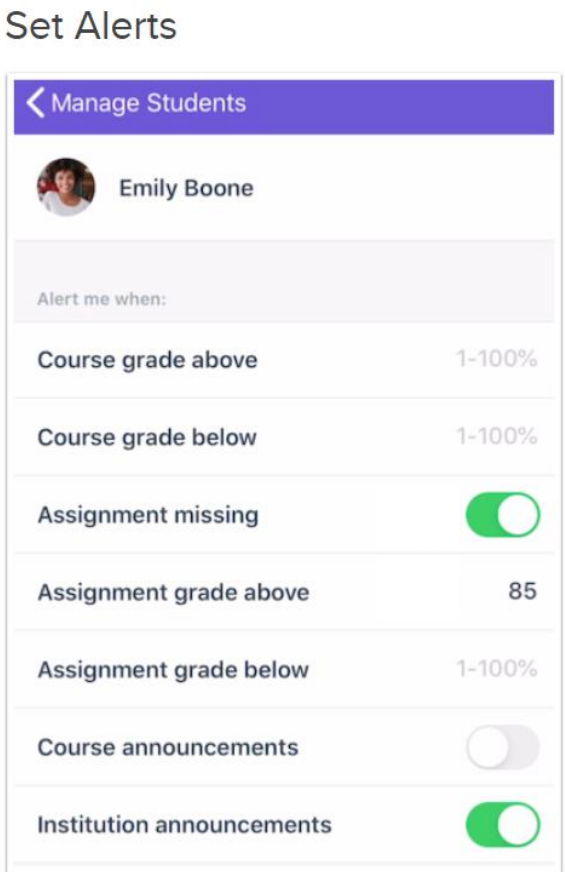 Set Alerts
Manage Students
Emily Boone
Alert me when:
Course grade above 1-100%
Course grade below 1-100%
Assignment missing
Assignment grade above 85
Assignment grade below 1-100%
Course announcements
Institution announcements